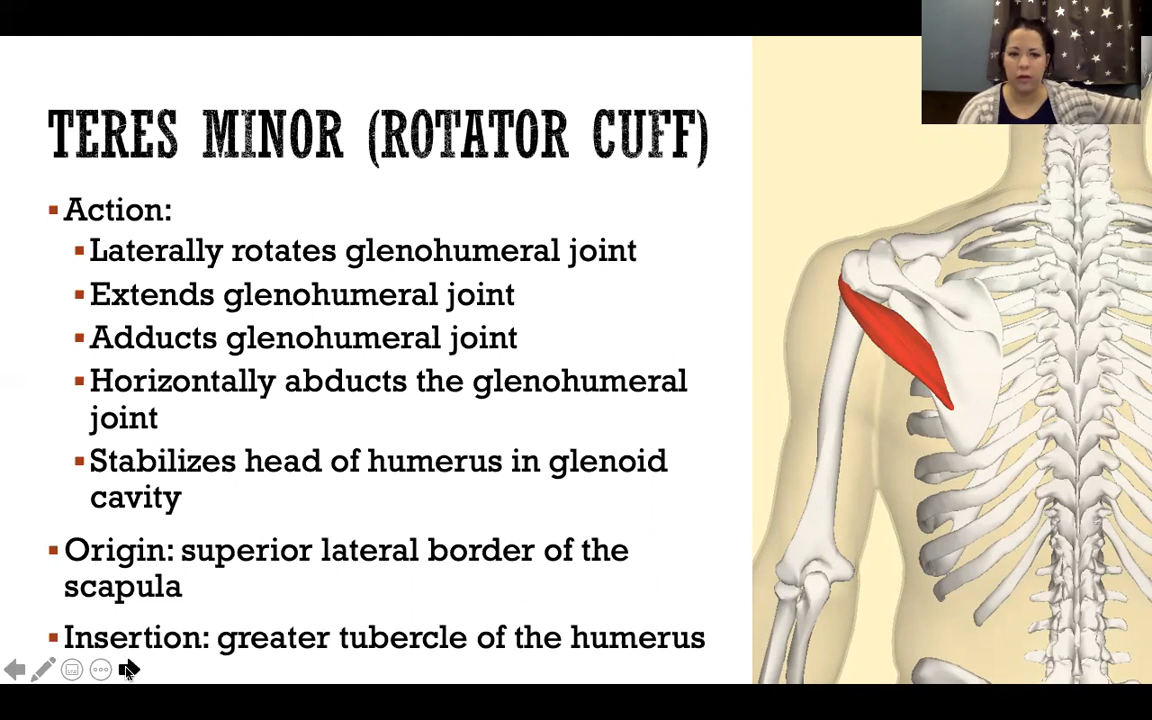 TERES MINOR (ROTATOR CUFF)
Action:
Laterally rotates glenohumeral joint
Extends glenohumeral joint
Adducts glenohumeral joint
Horizontally abducts the glenohumeral
joint
Stabilizes head of humerus in glenoid
cavity
Origin: superior lateral border of the
scapula
Insertion: greater tubercle of the humerus